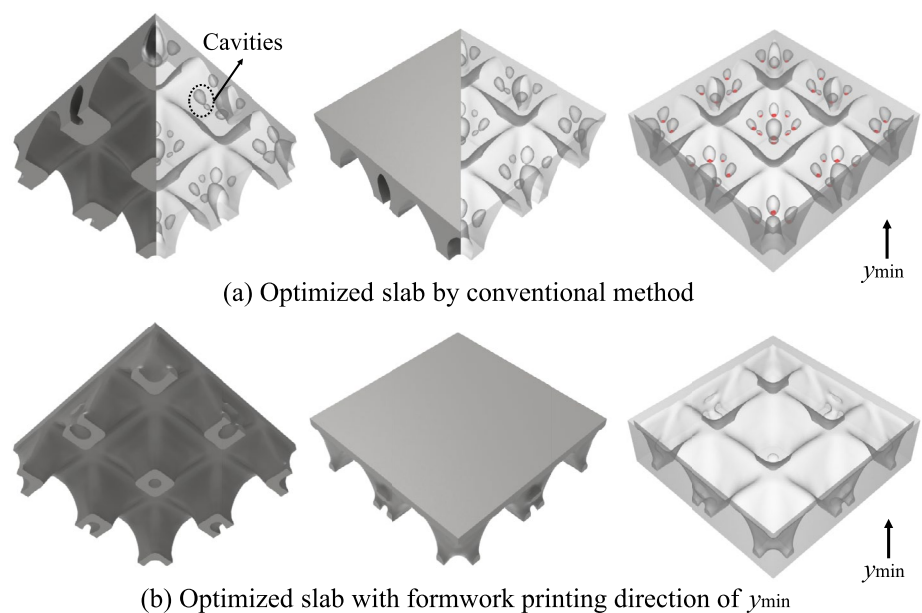 Cavities
ymin
(a) Optimized slab by conventional method
ymin
(b) Optimized slab with formwork printing direction of ymin